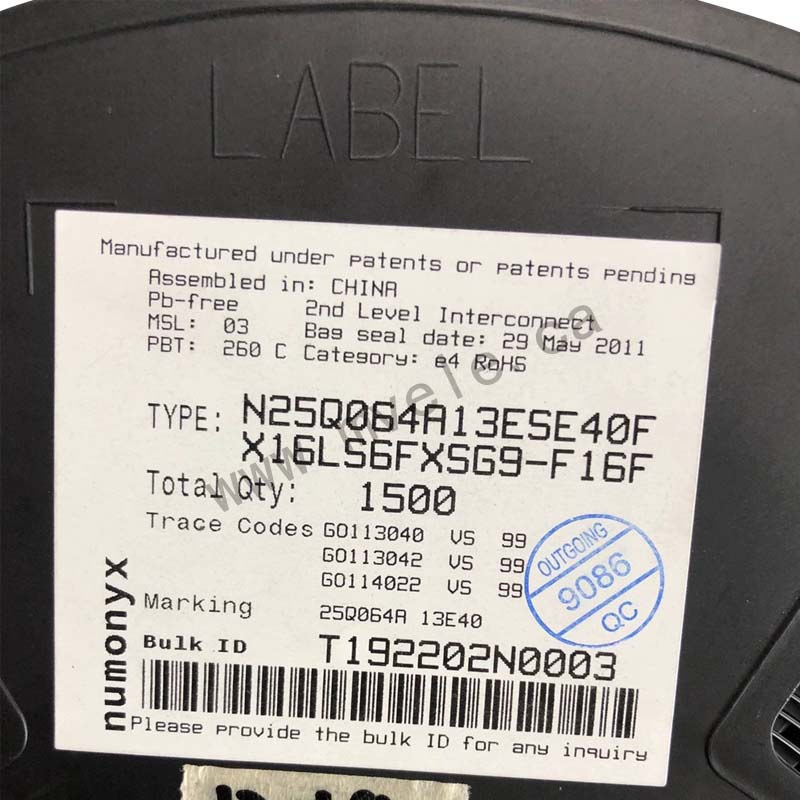 LABEL
Manufactured under patents or patents pending
Assembled in: CHINA
Pb-free 2nd Level Interconnect
MSL: 03 Bag seal date: 29 May 2011
PBT: 260 C Category: e4 RoHS
TYPE: N25Q064A13ESE40F
X16LS6FXSG9-F16F
Total Qty: 1500
Trace Codes GO113040 VS 99
GO113042 VS 99
GO114022 VS 99
OUTGOING
9086
QC
Marking 25Q064A 13E40
Bulk ID T192202N0003
numonyx
Please provide the bulk ID for any inquiry
www.mvele.ca